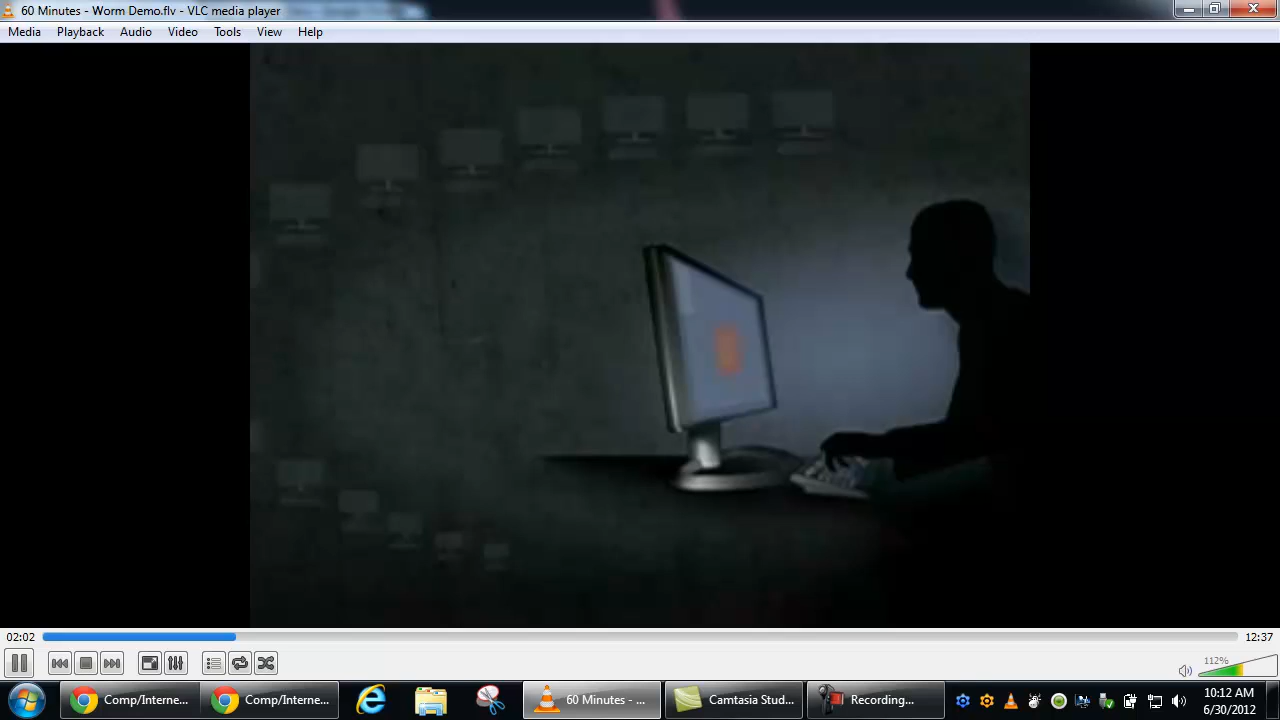 60 Minutes - Worm Demo.flv - VLC media player
Media Playback Audio Video Tools View Help
02:02 12:37
112%
Comp/Interne... Comp/Interne... 60 Minutes - ... Camtasia Stud... Recording...
10:12 AM
6/30/2012